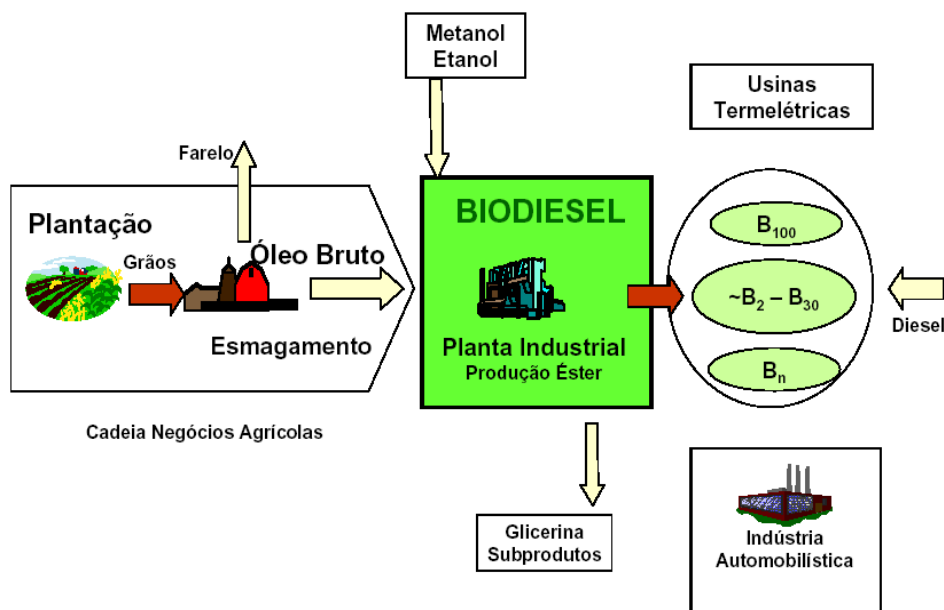 Metanol
Etanol
Usinas
Termelétricas
Farelo
Plantação
Grãos
Óleo Bruto
Esmagamento
Cadeia Negócios Agrícolas
BIODIESEL
Planta Industrial
Produção Éster
B100
~B2 – B30
Bn
Diesel
Glicerina
Subprodutos
Indústria
Automobilística